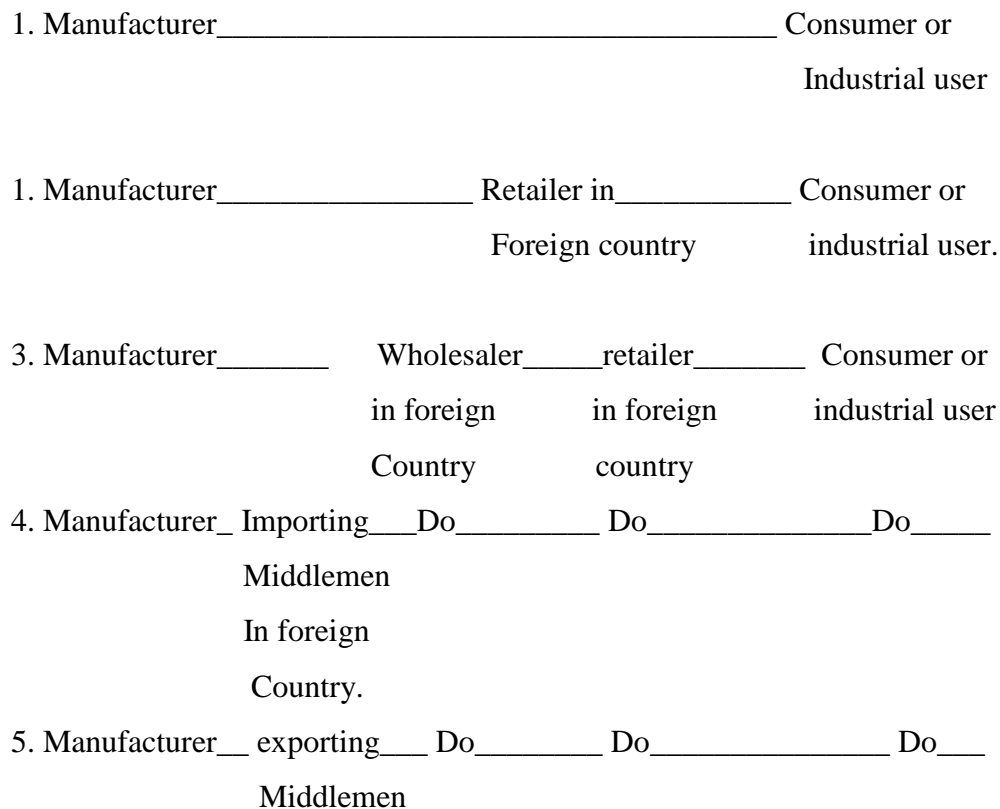 1. Manufacturer___________________________________ Consumer or
Industrial user
1. Manufacturer________________ Retailer in___________ Consumer or
Foreign country industrial user.
3. Manufacturer_______ Wholesaler_____retailer_______ Consumer or
in foreign in foreign industrial user
Country country
4. Manufacturer_ Importing___Do_________ Do______________Do_____
Middlemen
In foreign
Country.
5. Manufacturer__ exporting___ Do________ Do________________ Do___
Middlemen